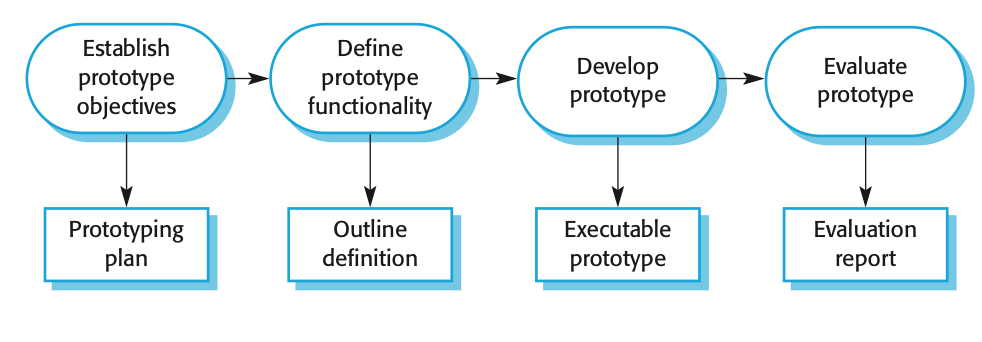 Establish
prototype
objectives
Define
prototype
functionality
Develop
prototype
Evaluate
prototype
Prototyping
plan
Outline
definition
Executable
prototype
Evaluation
report